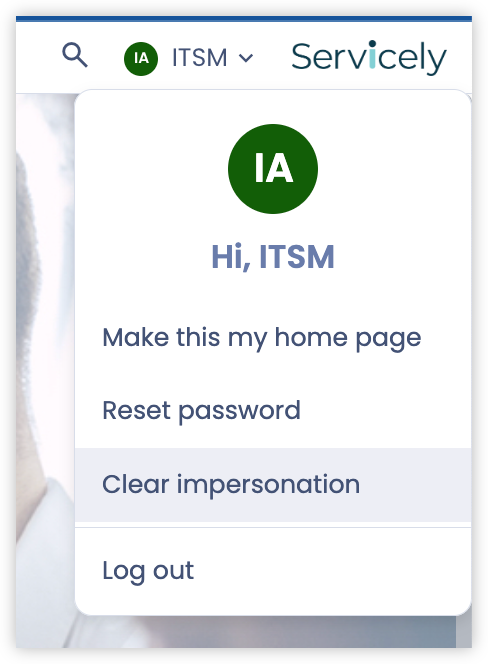 IA ITSM Servicely
IA
Hi, ITSM
Make this my home page
Reset password
Clear impersonation
Log out